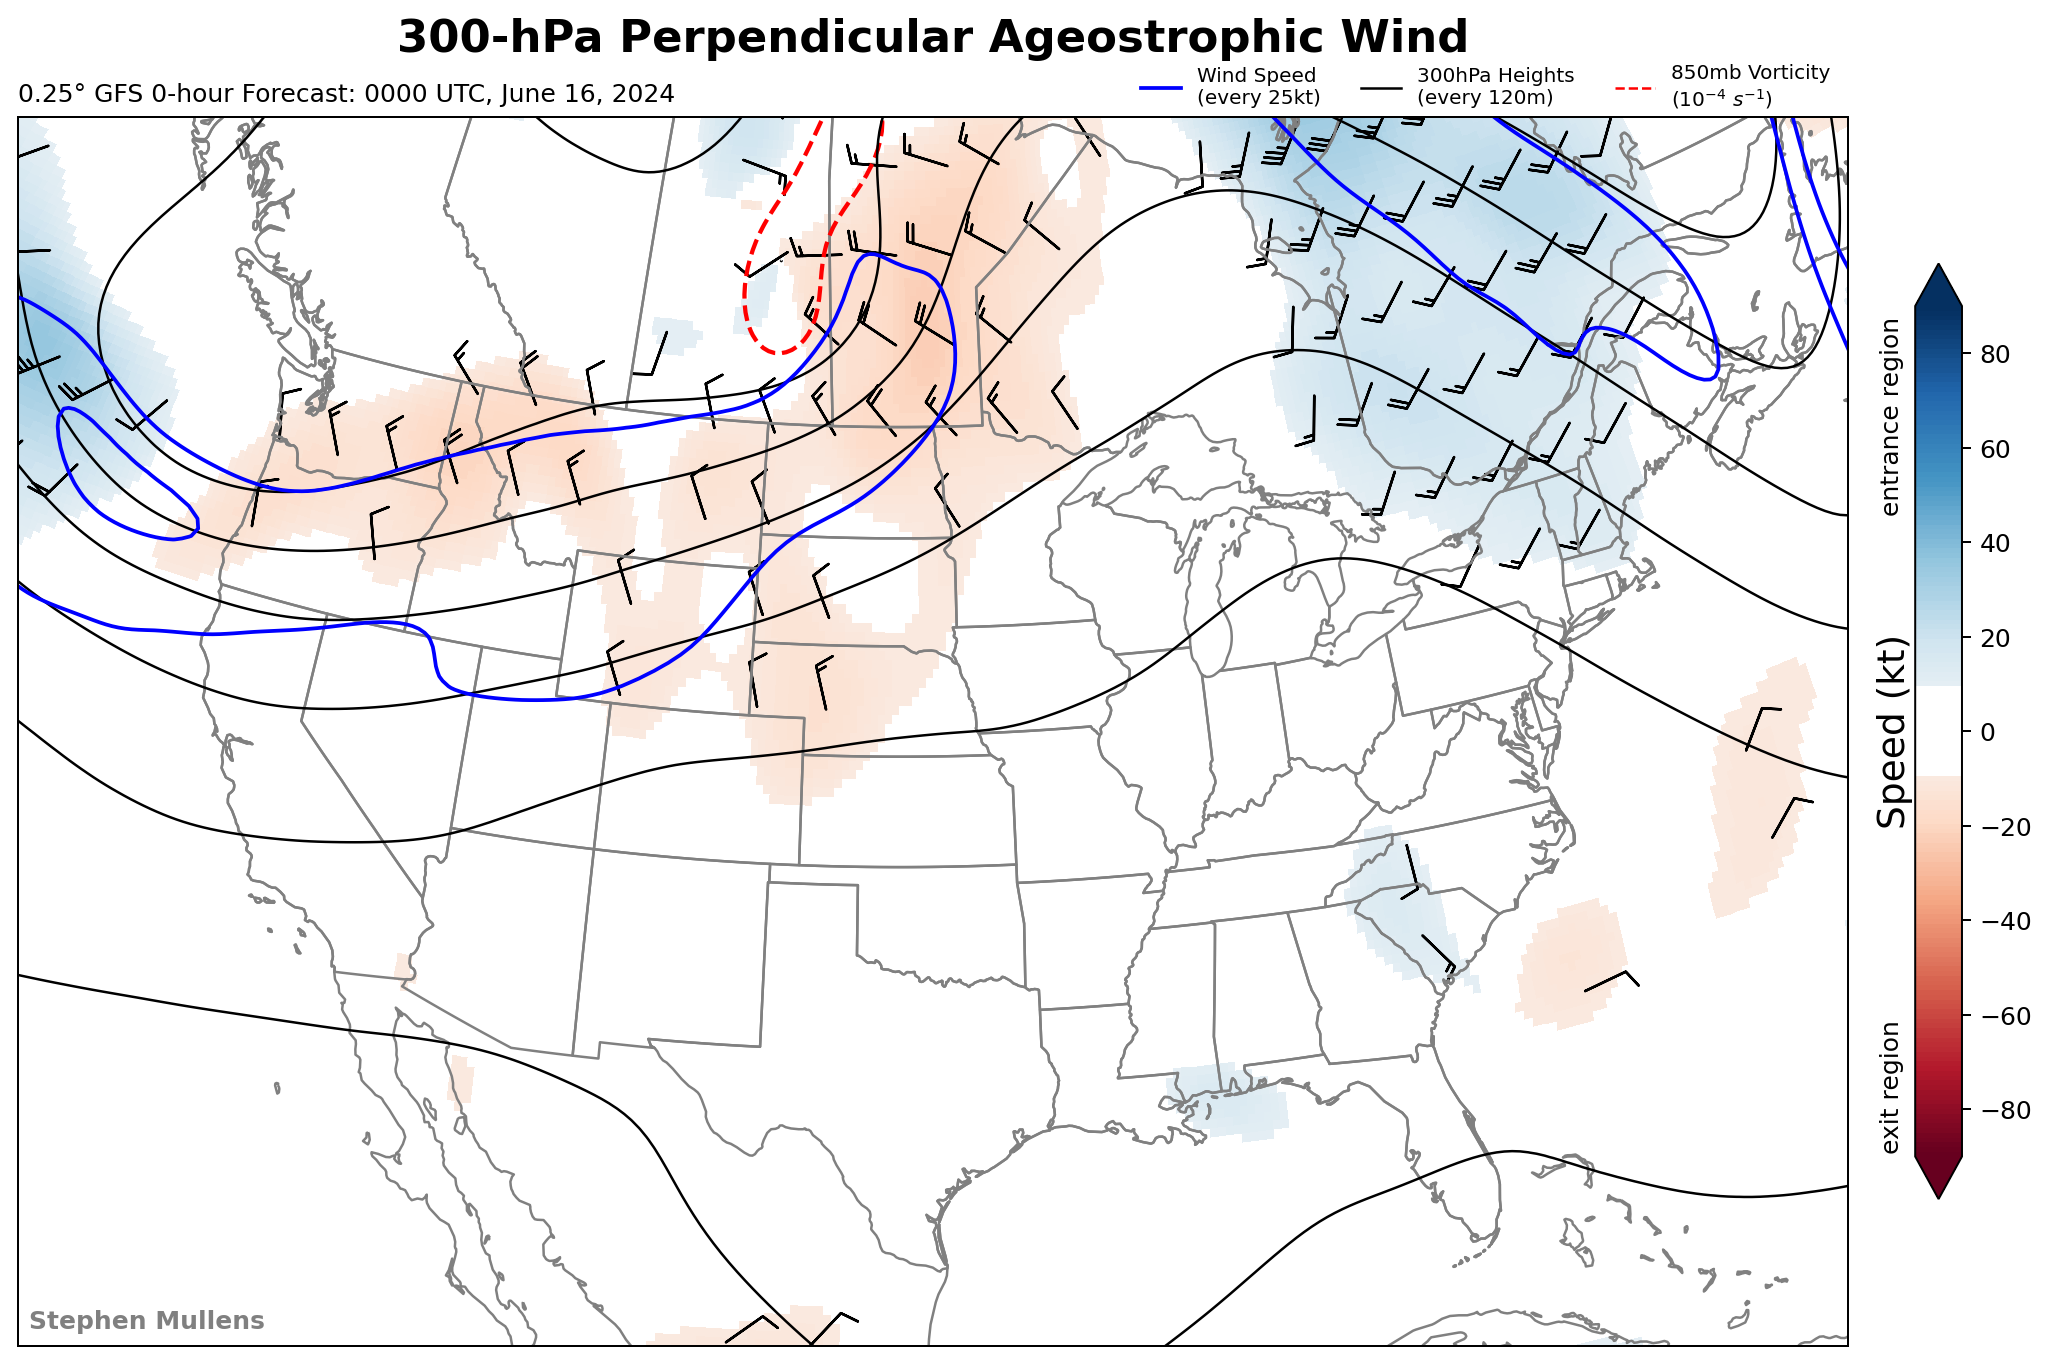 300-hPa Perpendicular Ageostrophic Wind
0.25° GFS 0-hour Forecast: 0000 UTC, June 16, 2024
Wind Speed
(every 25kt)
300hPa Heights
(every 120m)
850mb Vorticity
(10⁻⁴ s⁻¹)
entrance region
Speed (kt)
exit region
80
60
40
20
0
−20
−40
−60
−80
Stephen Mullens